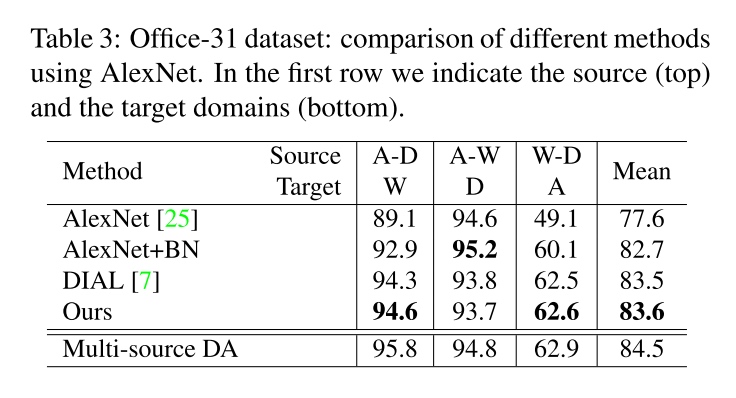 Table 3: Office-31 dataset: comparison of different methods
using AlexNet. In the first row we indicate the source (top)
and the target domains (bottom).
Method Source Target A-D W A-W D W-D A Mean
AlexNet [25] 89.1 94.6 49.1 77.6
AlexNet+BN 92.9 95.2 60.1 82.7
DIAL [7] 94.3 93.8 62.5 83.5
Ours 94.6 93.7 62.6 83.6
Multi-source DA 95.8 94.8 62.9 84.5